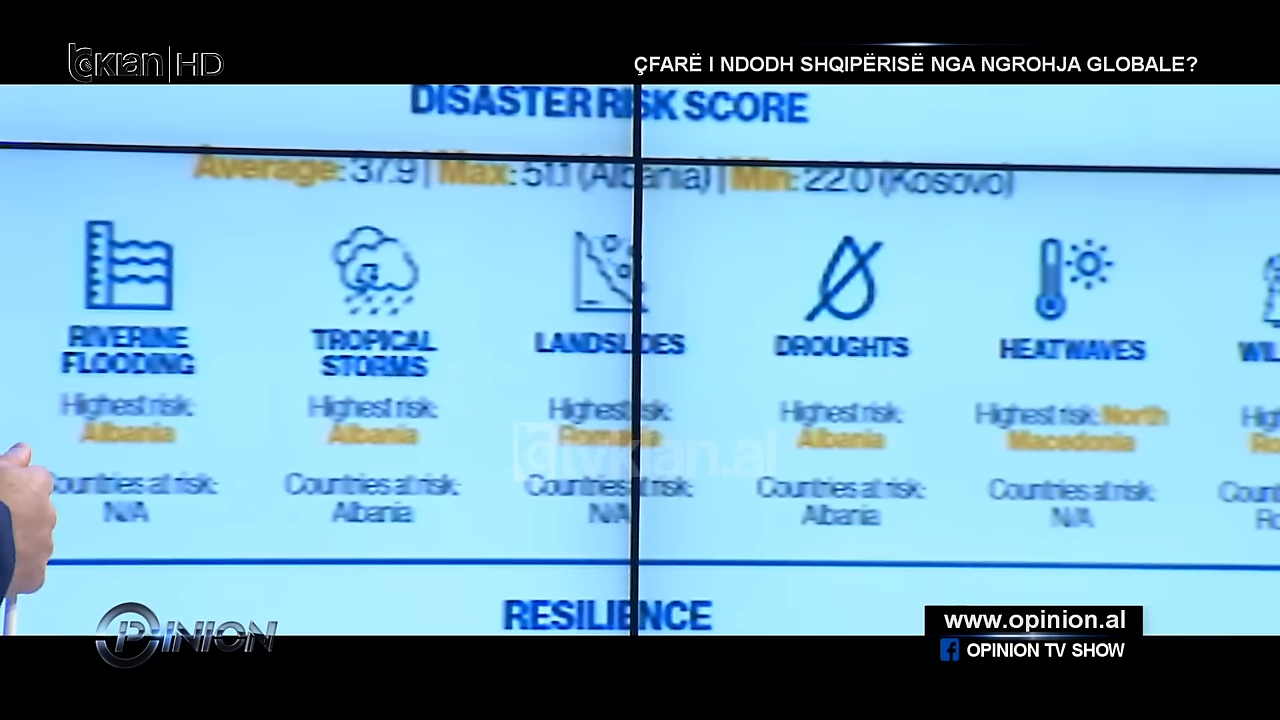 tvklan HD
ÇFARË I NDODH SHQIPËRISË NGA NGROHJA GLOBALE?
DISASTER RISK SCORE
Average: 37.9 | Max: 51.1 (Albania) | Min: 22.0 (Kosovo)
RIVERINE
FLOODING
Highest risk:
Albania
Countries at risk:
N/A
TROPICAL
STORMS
Highest risk:
Albania
Countries at risk:
Albania
LANDSLIDES
Highest risk:
Romania
Countries at risk:
N/A
DROUGHTS
Highest risk:
Albania
Countries at risk:
Albania
HEATWAVES
Highest risk: North
Macedonia
Countries at risk:
N/A
tvklan.al
RESILIENCE
OPINION
www.opinion.al
OPINION TV SHOW